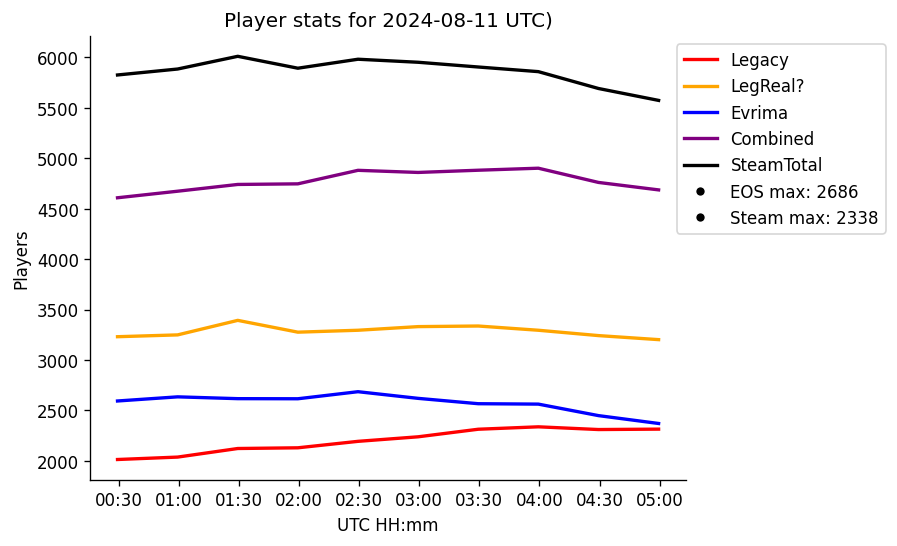 Player stats for 2024-08-11 UTC)
Legacy
LegReal?
Evrima
Combined
SteamTotal
EOS max: 2686
Steam max: 2338
Players
6000
5500
5000
4500
4000
3500
3000
2500
2000
00:30 01:00 01:30 02:00 02:30 03:00 03:30 04:00 04:30 05:00
UTC HH:mm